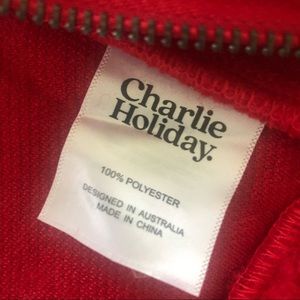 Charlie
Holiday.
100% POLYESTER
DESIGNED IN AUSTRALIA
MADE IN CHINA